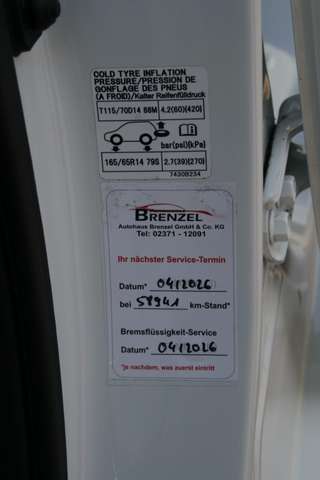 COLD TYRE INFLATION
PRESSURE/PRESSION DE
GONFLAGE DES PNEUS
(A FROID)/Kalter Reifenfülldruck
T115/70D14 88M 4.2(60){420}
bar(psi){kPa}
165/65R14 79S 2.7(39){270}
7430B234
BRENZEL
Autohaus Brenzel GmbH & Co. KG
Tel: 02371 - 12091
Ihr nächster Service-Termin
Datum* 04/2026
bei 58941 km-Stand*
Bremsflüssigkeit-Service
Datum* 04/2026
*je nachdem, was zuerst eintritt